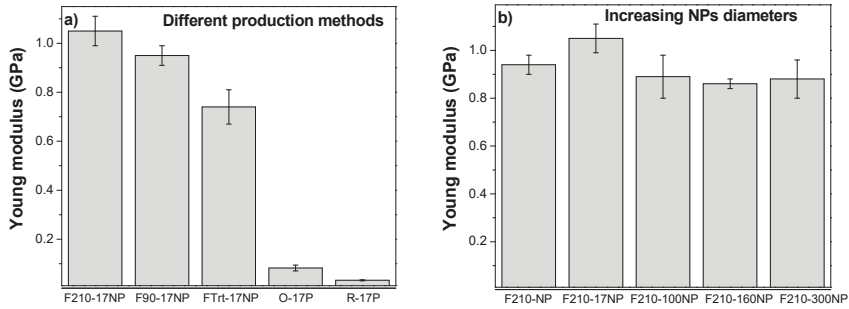 a) Different production methods
Young modulus (GPa)
1.0
0.8
0.6
0.4
0.2
F210-17NP F90-17NP FTrt-17NP O-17P R-17P
b) Increasing NPs diameters
Young modulus (GPa)
1.0
0.8
0.6
0.4
0.2
F210-NP F210-17NP F210-100NP F210-160NP F210-300NP